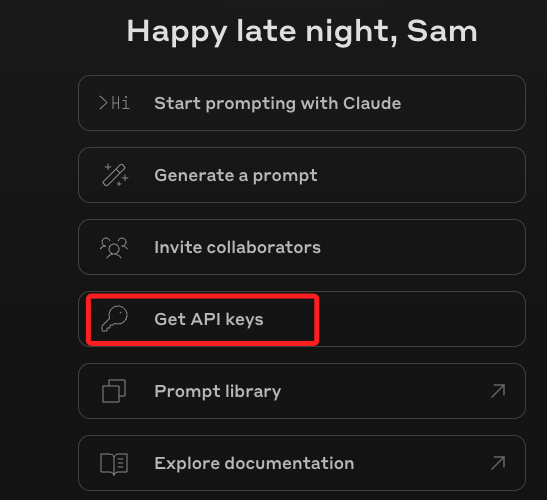 Happy late night, Sam
>Hi Start prompting with Claude
Generate a prompt
Invite collaborators
Get API keys
Prompt library
Explore documentation